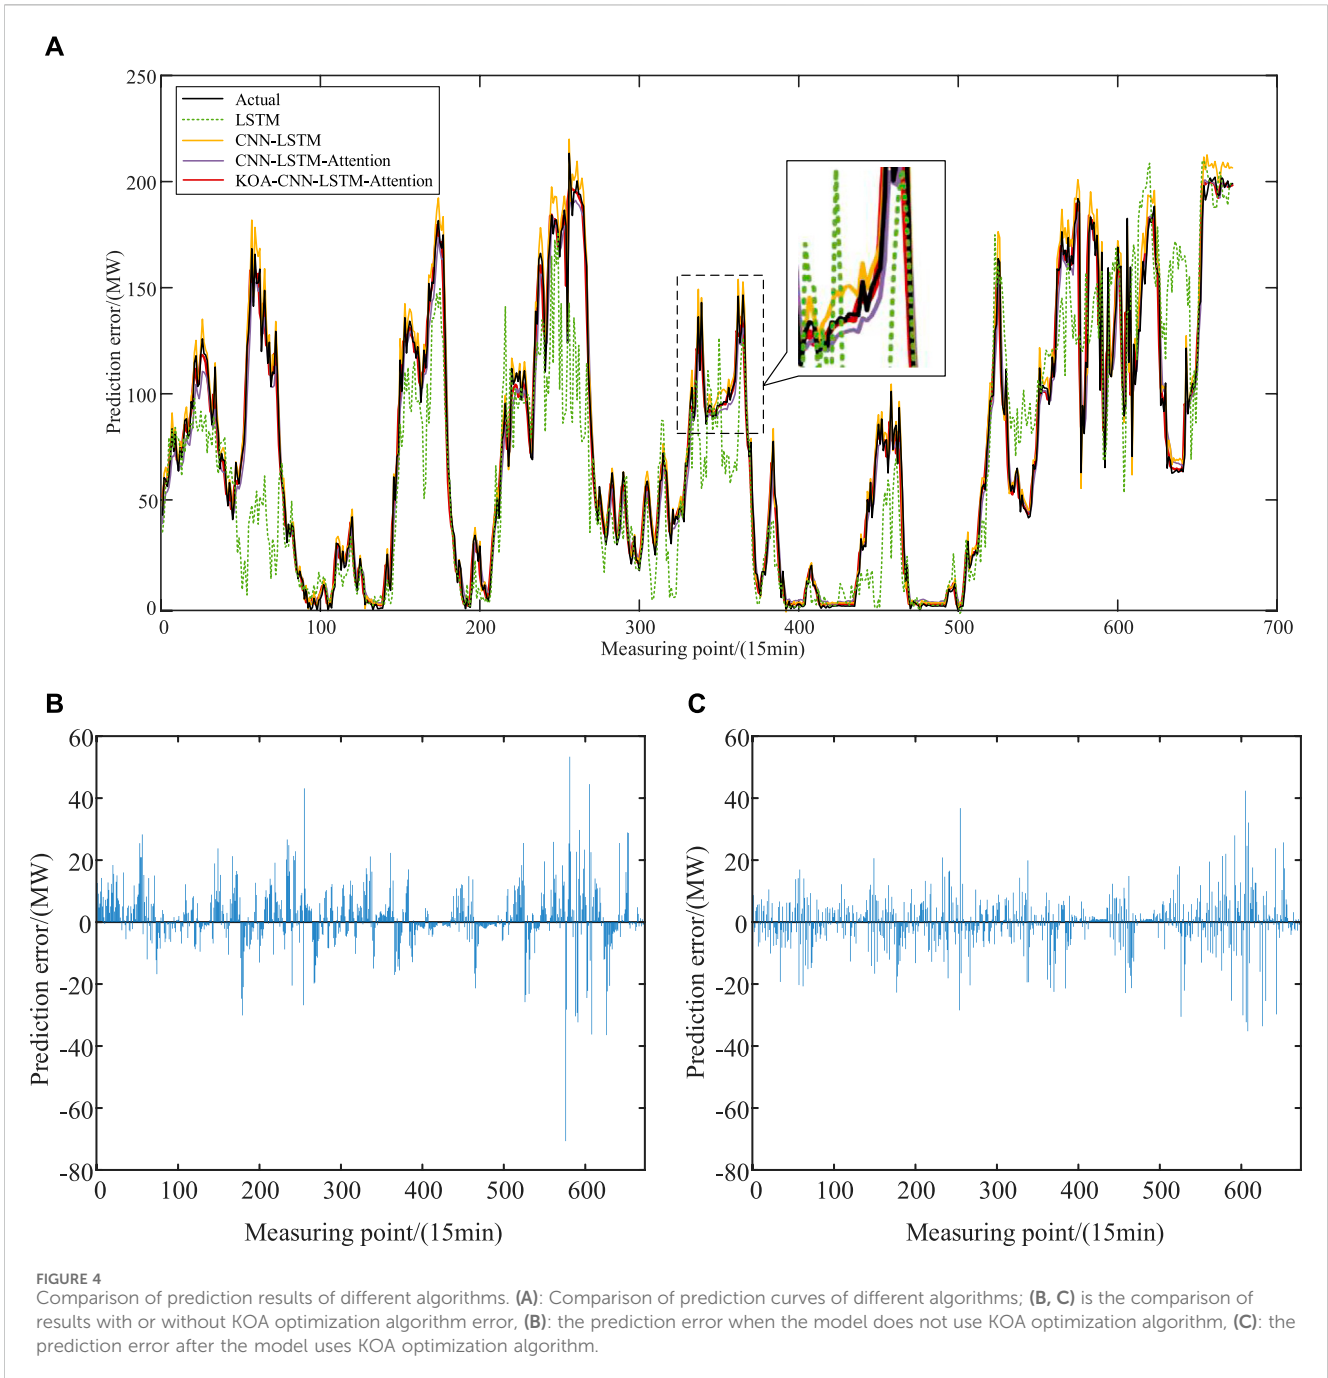 A
250
200
150
100
50
0
Prediction error/(MW)
Actual
LSTM
CNN-LSTM
CNN-LSTM-Attention
KOA-CNN-LSTM-Attention
0 100 200 300 400 500 600 700
Measuring point/(15min)
B
60
40
20
0
-20
-40
-60
-80
Prediction error/(MW)
0 100 200 300 400 500 600
Measuring point/(15min)
C
60
40
20
0
-20
-40
-60
-80
Prediction error/(MW)
0 100 200 300 400 500 600
Measuring point/(15min)
FIGURE 4
Comparison of prediction results of different algorithms. (A): Comparison of prediction curves of different algorithms; (B, C) is the comparison of
results with or without KOA optimization algorithm error, (B): the prediction error when the model does not use KOA optimization algorithm, (C): the
prediction error after the model uses KOA optimization algorithm.